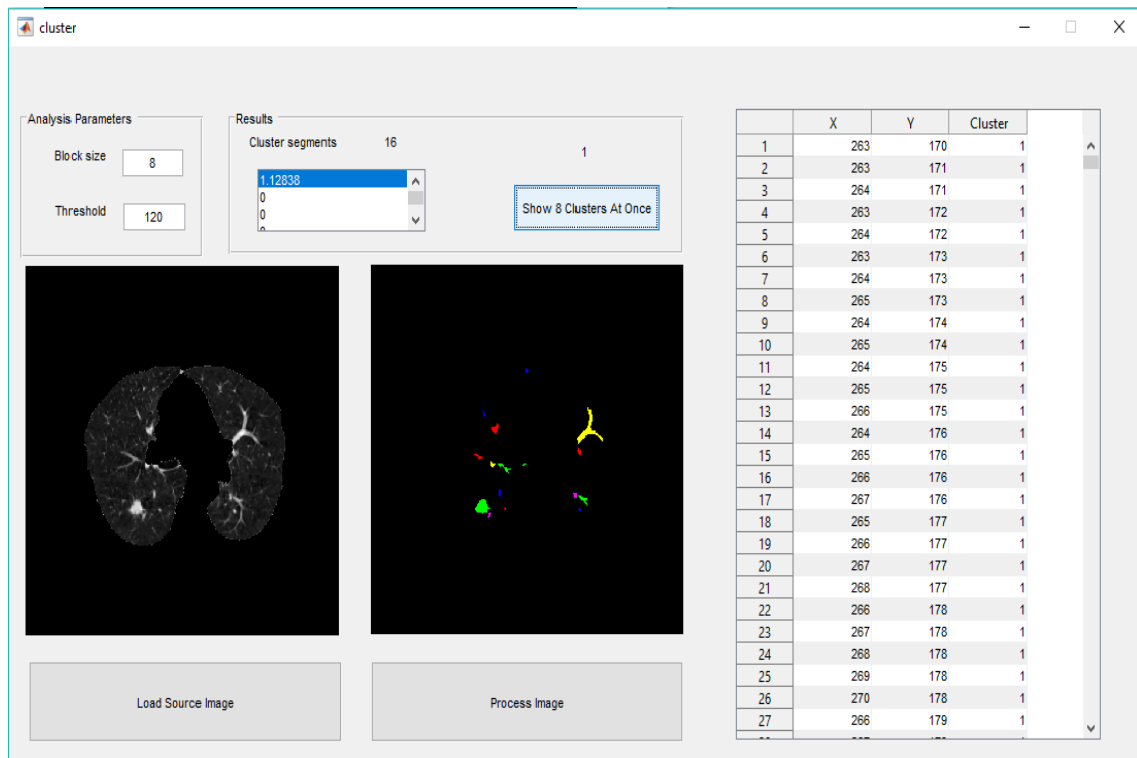 cluster
Analysis Parameters
Block size 8
Threshold 120
Results
Cluster segments 16
1
1.12838
0
0
Show 8 Clusters At Once
Load Source Image
Process Image
X Y Cluster
1 263 170 1
2 263 171 1
3 264 171 1
4 263 172 1
5 264 172 1
6 263 173 1
7 264 173 1
8 265 173 1
9 264 174 1
10 265 174 1
11 264 175 1
12 265 175 1
13 266 175 1
14 264 176 1
15 265 176 1
16 266 176 1
17 267 176 1
18 265 177 1
19 266 177 1
20 267 177 1
21 268 177 1
22 266 178 1
23 267 178 1
24 268 178 1
25 269 178 1
26 270 178 1
27 266 179 1